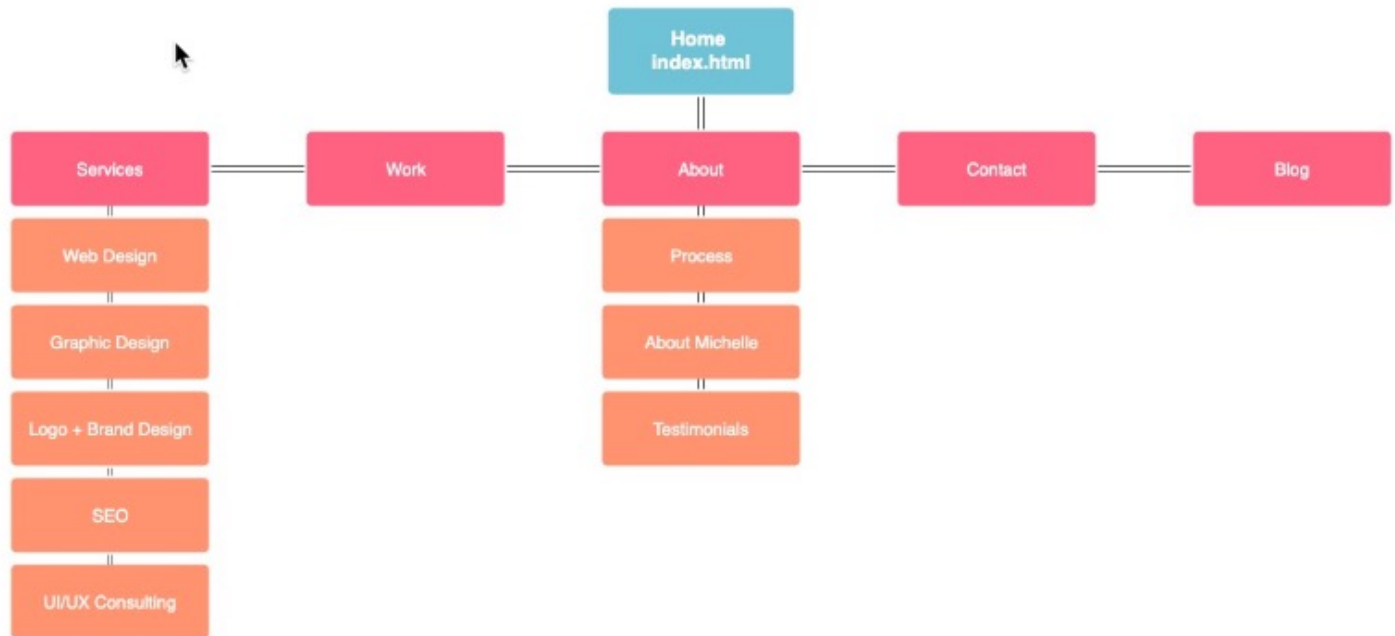 Home
index.html
Services
Work
About
Contact
Blog
Web Design
Process
Graphic Design
About Michelle
Logo + Brand Design
Testimonials
SEO
UI/UX Consulting